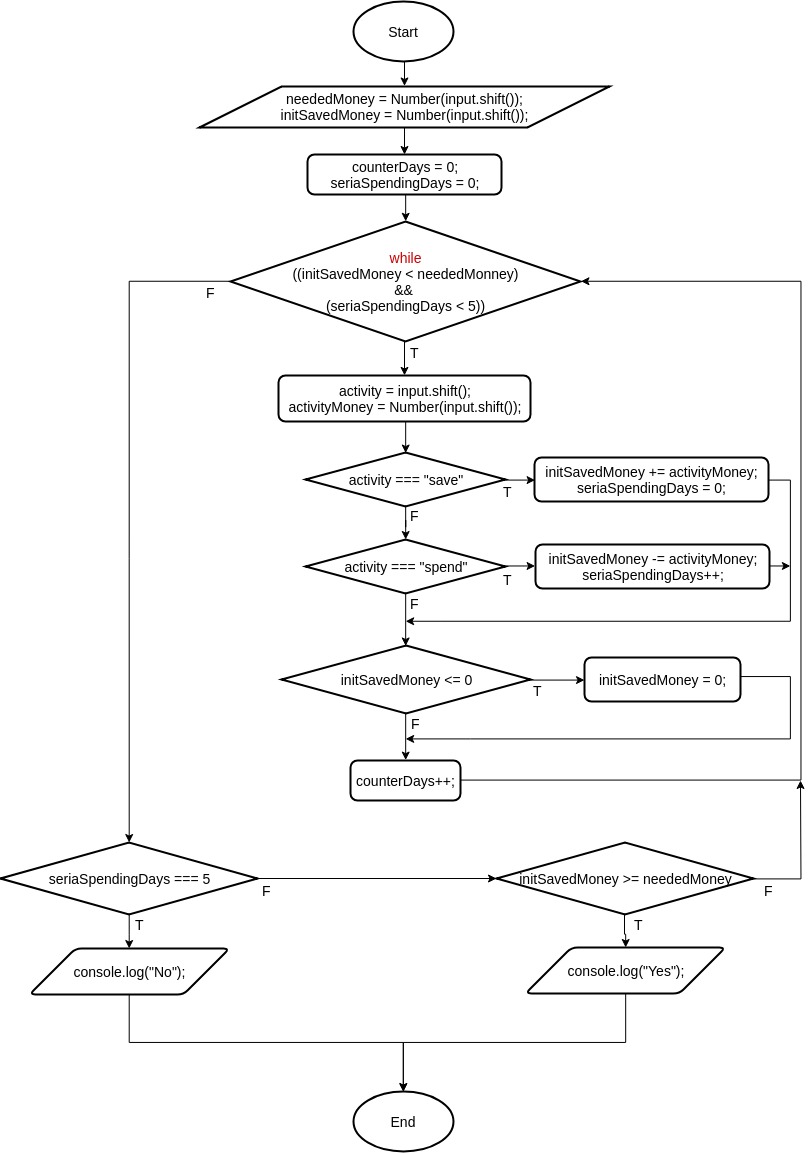 Start
neededMoney = Number(input.shift());
initSavedMoney = Number(input.shift());
counterDays = 0;
seriaSpendingDays = 0;
while
((initSavedMoney < neededMonney)
&&
(seriaSpendingDays < 5))
F
T
activity = input.shift();
activityMoney = Number(input.shift());
activity === "save"
T
initSavedMoney += activityMoney;
seriaSpendingDays = 0;
F
activity === "spend"
T
initSavedMoney -= activityMoney;
seriaSpendingDays++;
F
initSavedMoney <= 0
T
initSavedMoney = 0;
F
counterDays++;
seriaSpendingDays === 5
F
initSavedMoney >= neededMoney
F
T
T
console.log("No");
console.log("Yes");
End